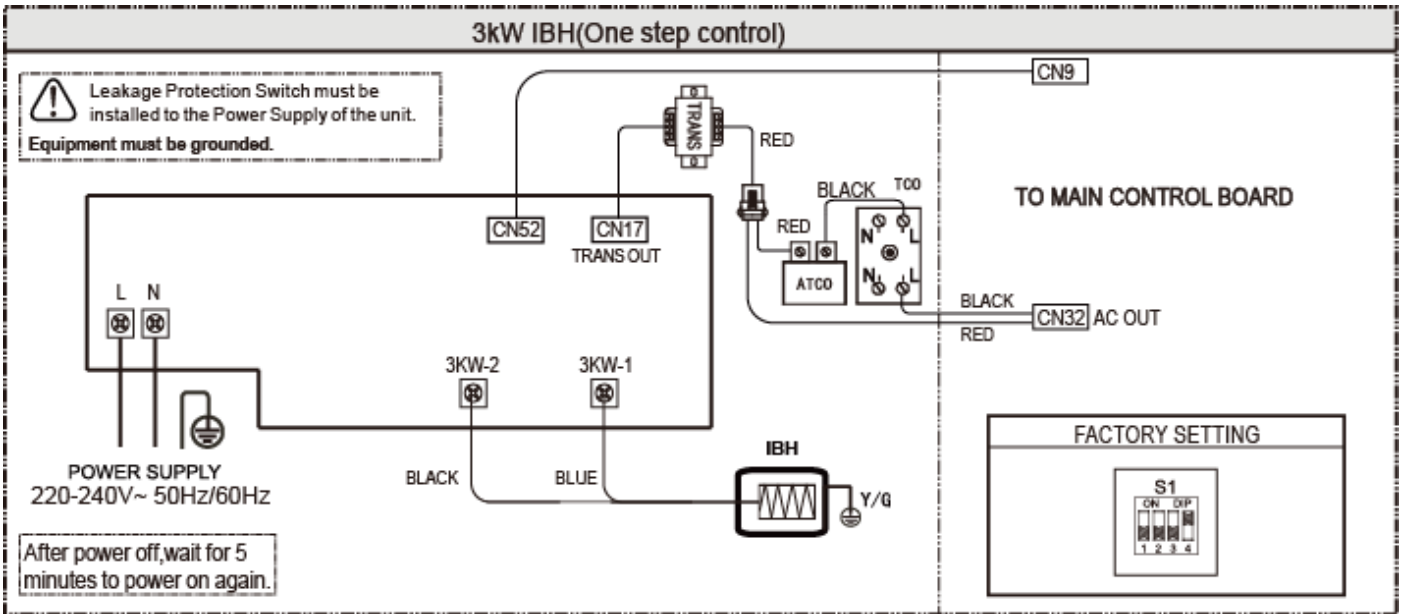 3kW IBH(One step control)
Leakage Protection Switch must be
installed to the Power Supply of the unit.
Equipment must be grounded.
CN9
TRANS
RED
BLACK
TCO
TO MAIN CONTROL BOARD
CN52
CN17
TRANS OUT
RED
N
L
ATCO
N
L
L
N
BLACK
CN32
AC OUT
RED
3KW-2
3KW-1
POWER SUPPLY
220-240V~ 50Hz/60Hz
BLACK
BLUE
IBH
Y/G
FACTORY SETTING
S1
ON DIP
1 2 3 4
After power off,wait for 5
minutes to power on again.